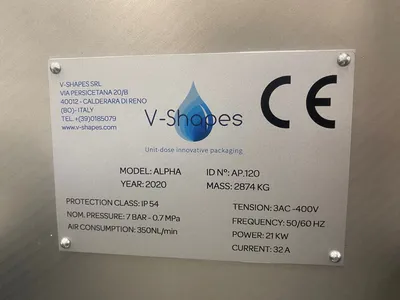 V-SHAPES SRL
VIA PERSICETANA 20/B
40012 - CALDERARA DI RENO
(BO)- ITALY
TEL. +(39)0185079
www.v-shapes.com
V-Shapes
Unit-dose innovative packaging
CE
MODEL: ALPHA
YEAR: 2020
ID N°: AP.120
MASS: 2874 KG
PROTECTION GLASS: IP 54
NOM. PRESSURE: 7 BAR - 0,7 MPa
AIR CONSUMPTION: 350NL/min
TENSION: 3AC -400V
FREQUENCY: 50/60 HZ
POWER: 21 KW
CURRENT: 32 A